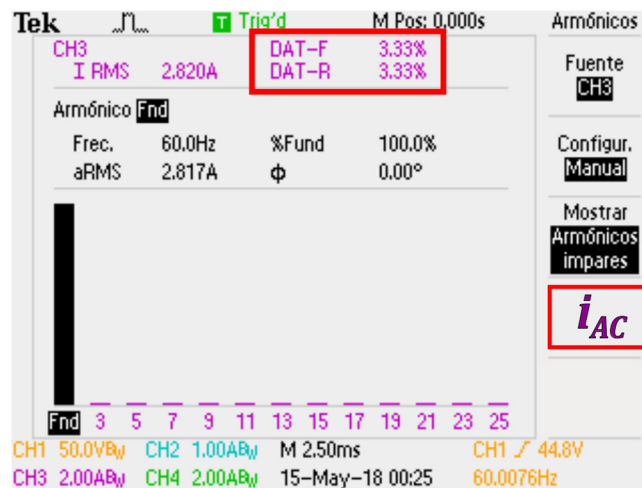 Tek Trig'd M Pos: 0,000s Armónicos
CH3 DAT-F 3.33%
I RMS 2.820A DAT-R 3.33%
Fuente
CH3
Armónico Fnd
Frec. 60.0Hz %Fund 100.0%
aRMS 2.817A ϕ 0.00°
Configur.
Manual
Mostrar
Armónicos
impares
i_AC
Fnd 3 5 7 9 11 13 15 17 19 21 23 25
CH1 50.0VBw CH2 1.00ABw M 2.50ms CH1 / 44.8V
CH3 2.00ABw CH4 2.00ABw 15-May-18 00:25 60.0076Hz